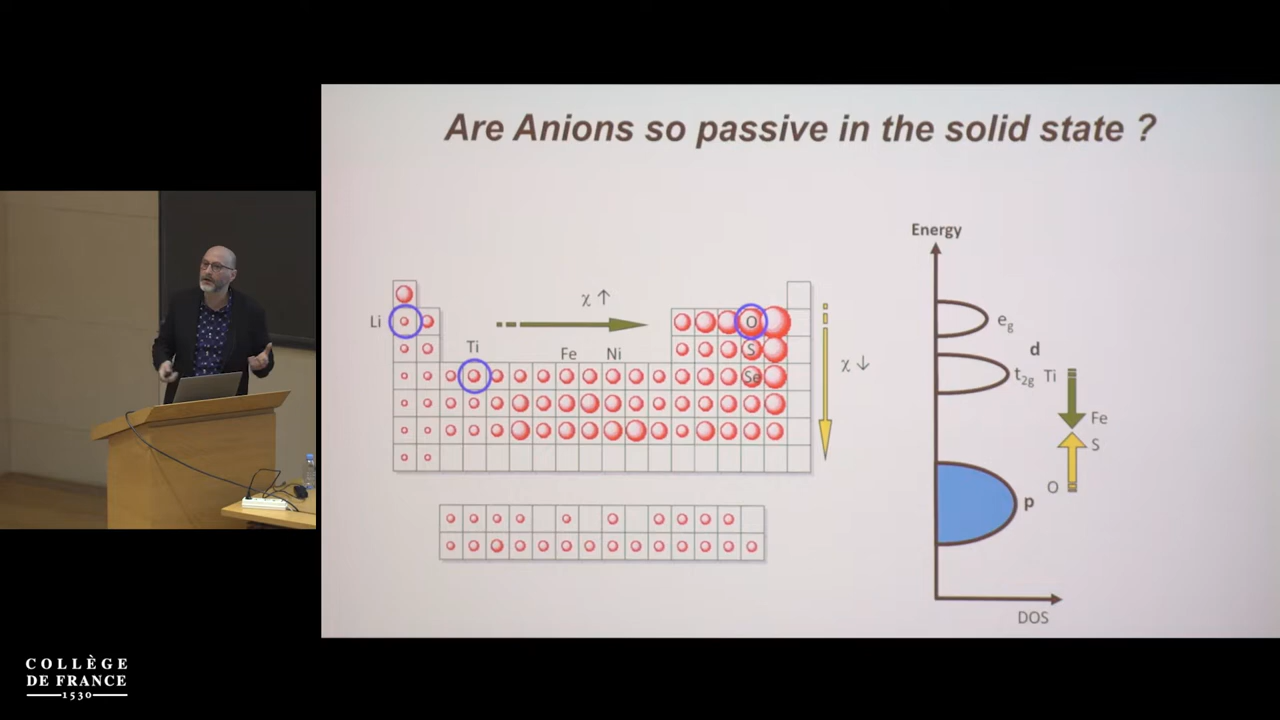 Are Anions so passive in the solid state ?
Energy
χ ↑
Li
O
e_g
Ti
Fe
Ni
S
d
χ ↓
Se
t_2g
Ti
Fe
S
O
p
DOS
COLLÈGE
DE FRANCE
1530